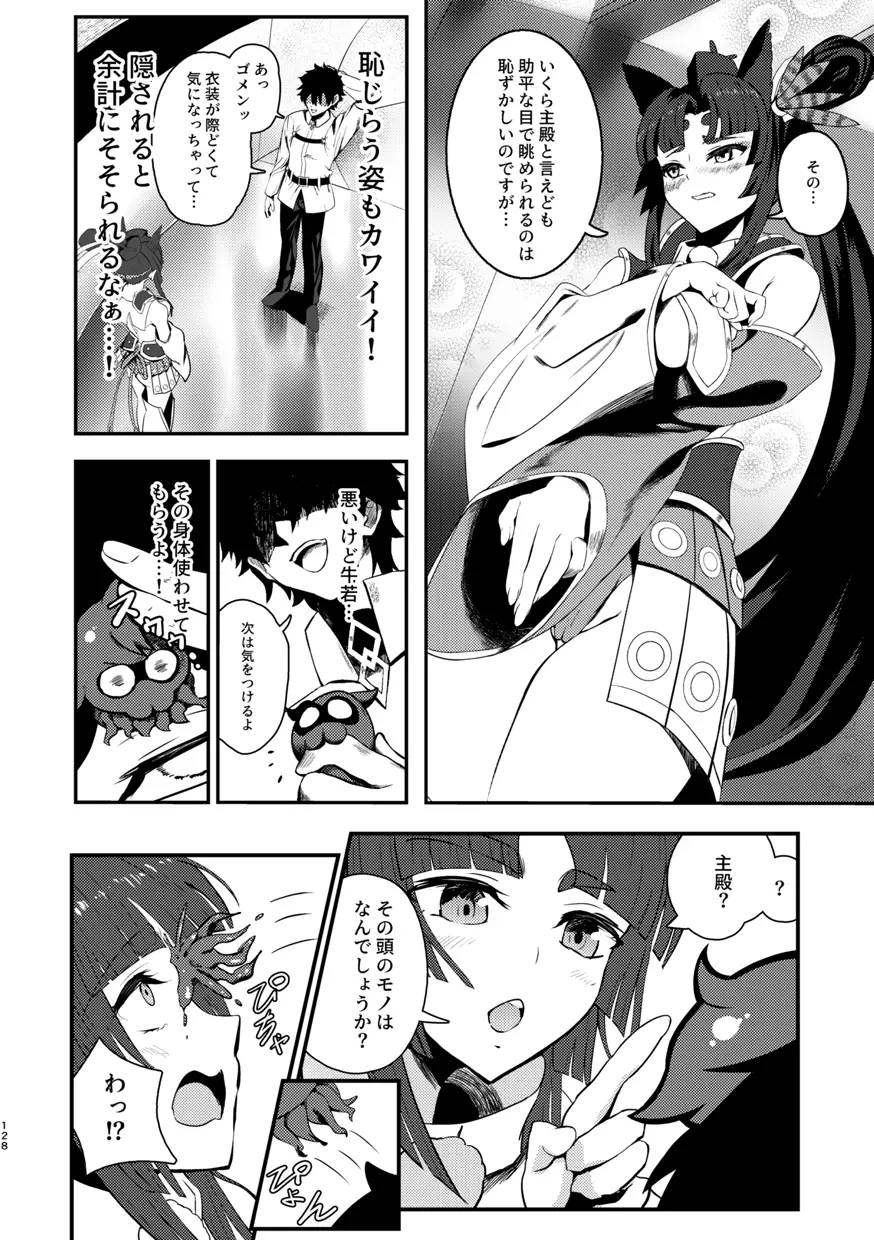 その…
いくら主殿と言えども
助平な目で眺められるのは
恥ずかしいのですが…
あっ
ゴメンッ
衣装が際どくて
気になっちゃって…
恥じらう姿もカワイイ!
隠されると
余計にそそられるなぁ……!
悪いけど牛若…
次は気をつけるよ
その身体使わせて
もらうよ……!
スククク
?
主殿?
その頭のモノは
なんでしょうか?
ぴょん
ぴちゃ
わっ!?
128